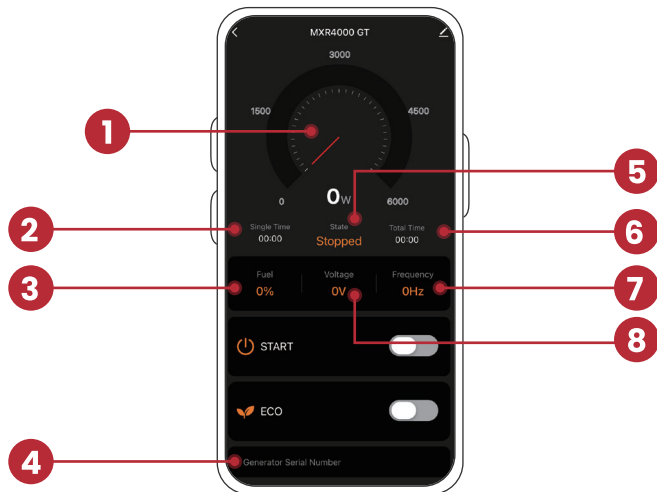 MXR4000 GT
3000
1500
4500
1
0
0W
6000
5
2
Single Time
State
Total Time
6
00:00
Stopped
00:00
3
Fuel
Voltage
Frequency
7
0%
0V
0Hz
8
START
ECO
4
Generator Serial Number